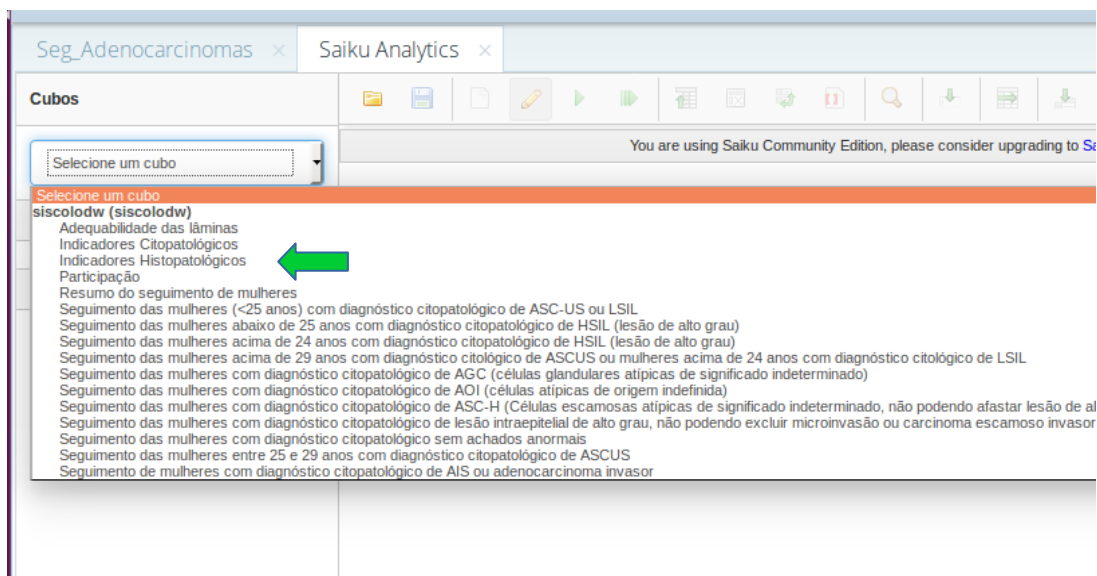 Seg_Adenocarcinomas × Saiku Analytics ×
Cubos
You are using Saiku Community Edition, please consider upgrading to
Selecione um cubo
Selecione um cubo
siscolodw (siscolodw)
Adequabilidade das lâminas
Indicadores Citopatológicos
Indicadores Histopatológicos
Participação
Resumo do seguimento de mulheres
Seguimento das mulheres (<25 anos) com diagnóstico citopatológico de ASC-US ou LSIL
Seguimento das mulheres abaixo de 25 anos com diagnóstico citopatológico de HSIL (lesão de alto grau)
Seguimento das mulheres acima de 24 anos com diagnóstico citopatológico de HSIL (lesão de alto grau)
Seguimento das mulheres acima de 29 anos com diagnóstico citológico de ASCUS ou mulheres acima de 24 anos com diagnóstico citológico de LSIL
Seguimento das mulheres com diagnóstico citopatológico de AGC (células glandulares atípicas de significado indeterminado)
Seguimento das mulheres com diagnóstico citopatológico de AOI (células atípicas de origem indefinida)
Seguimento das mulheres com diagnóstico citopatológico de ASC-H (Células escamosas atípicas de significado indeterminado, não podendo afastar lesão de
Seguimento das mulheres com diagnóstico citopatológico de lesão intraepitelial de alto grau, não podendo excluir microinvasão ou carcinoma escamoso invasor
Seguimento das mulheres com diagnóstico citopatológico sem achados anormais
Seguimento das mulheres entre 25 e 29 anos com diagnóstico citopatológico de ASCUS
Seguimento de mulheres com diagnóstico citopatológico de AIS ou adenocarcinoma invasor